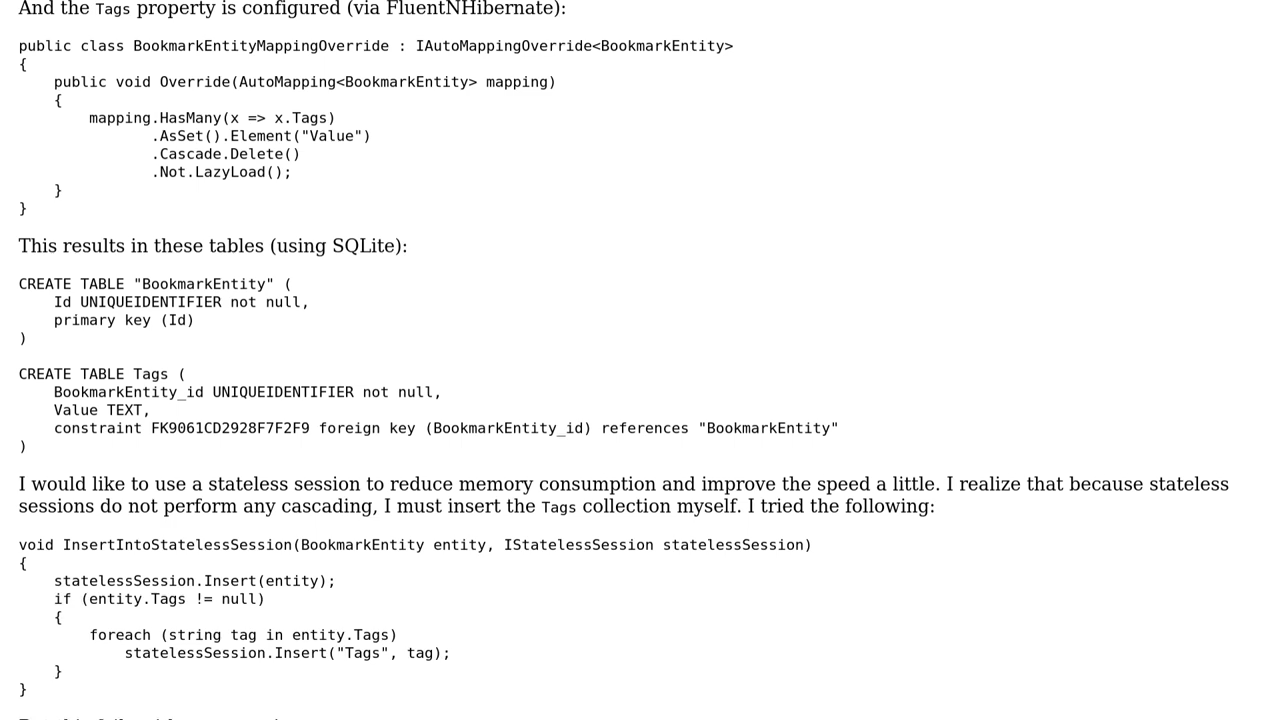 And the Tags property is configured (via FluentNHibernate):
public class BookmarkEntityMappingOverride : IAutoMappingOverride<BookmarkEntity>
{
    public void Override(AutoMapping<BookmarkEntity> mapping)
    {
        mapping.HasMany(x => x.Tags)
               .AsSet().Element("Value")
               .Cascade.Delete()
               .Not.LazyLoad();
    }
}
This results in these tables (using SQLite):
CREATE TABLE "BookmarkEntity" (
    Id UNIQUEIDENTIFIER not null,
    primary key (Id)
)
CREATE TABLE Tags (
    BookmarkEntity_id UNIQUEIDENTIFIER not null,
    Value TEXT,
    constraint FK9061CD2928F7F2F9 foreign key (BookmarkEntity_id) references "BookmarkEntity"
)
I would like to use a stateless session to reduce memory consumption and improve the speed a little. I realize that because stateless
sessions do not perform any cascading, I must insert the Tags collection myself. I tried the following:
void InsertIntoStatelessSession(BookmarkEntity entity, IStatelessSession statelessSession)
{
    statelessSession.Insert(entity);
    if (entity.Tags != null)
    {
        foreach (string tag in entity.Tags)
            statelessSession.Insert("Tags", tag);
    }
}